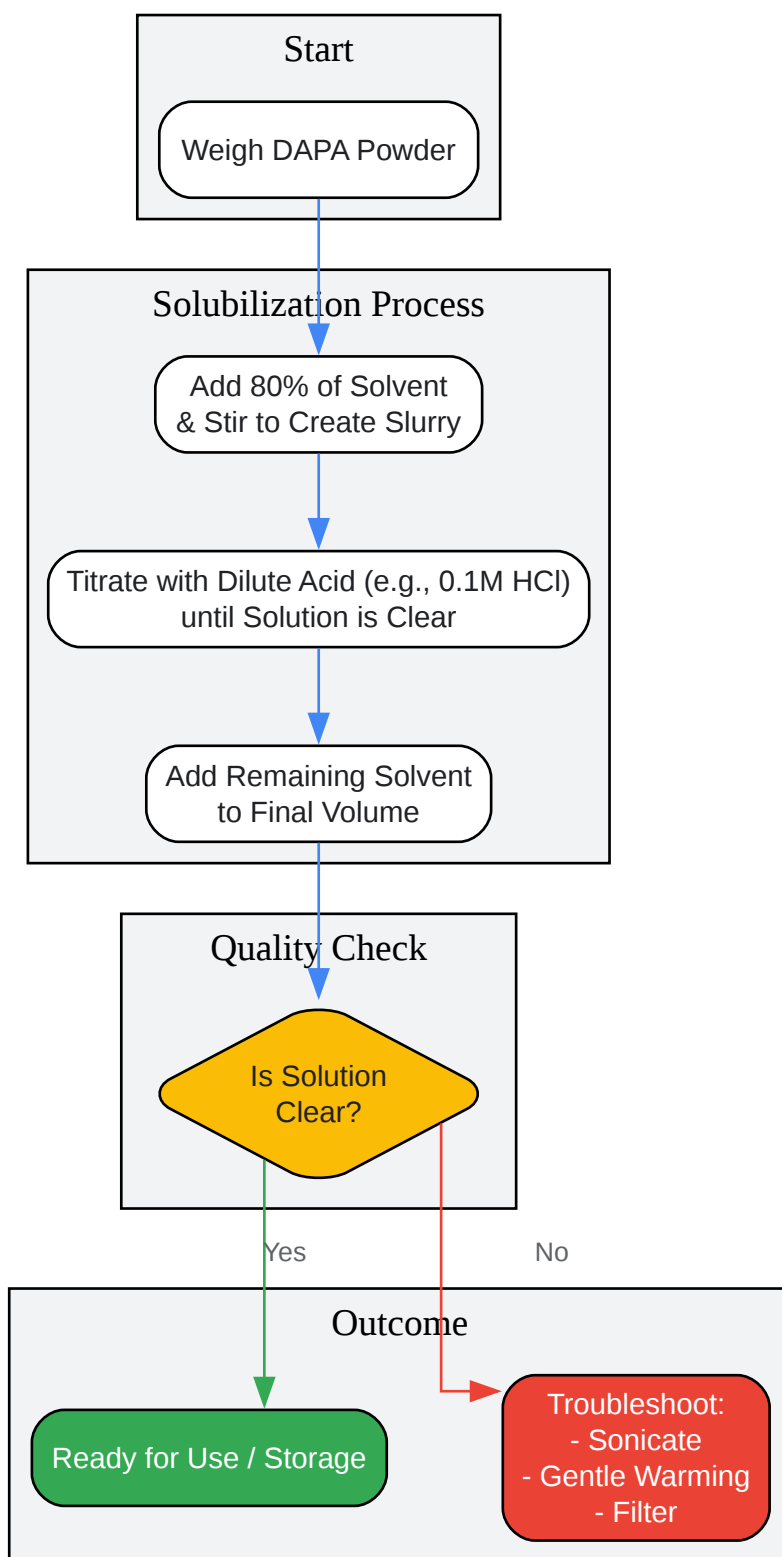 Start
Weigh DAPA Powder
Solubilization Process
Add 80% of Solvent
& Stir to Create Slurry
Titrate with Dilute Acid (e.g., 0.1M HCl)
until Solution is Clear
Add Remaining Solvent
to Final Volume
Quality Check
Is Solution
Clear?
Yes
No
Outcome
Ready for Use / Storage
Troubleshoot:
- Sonicate
- Gentle Warming
- Filter